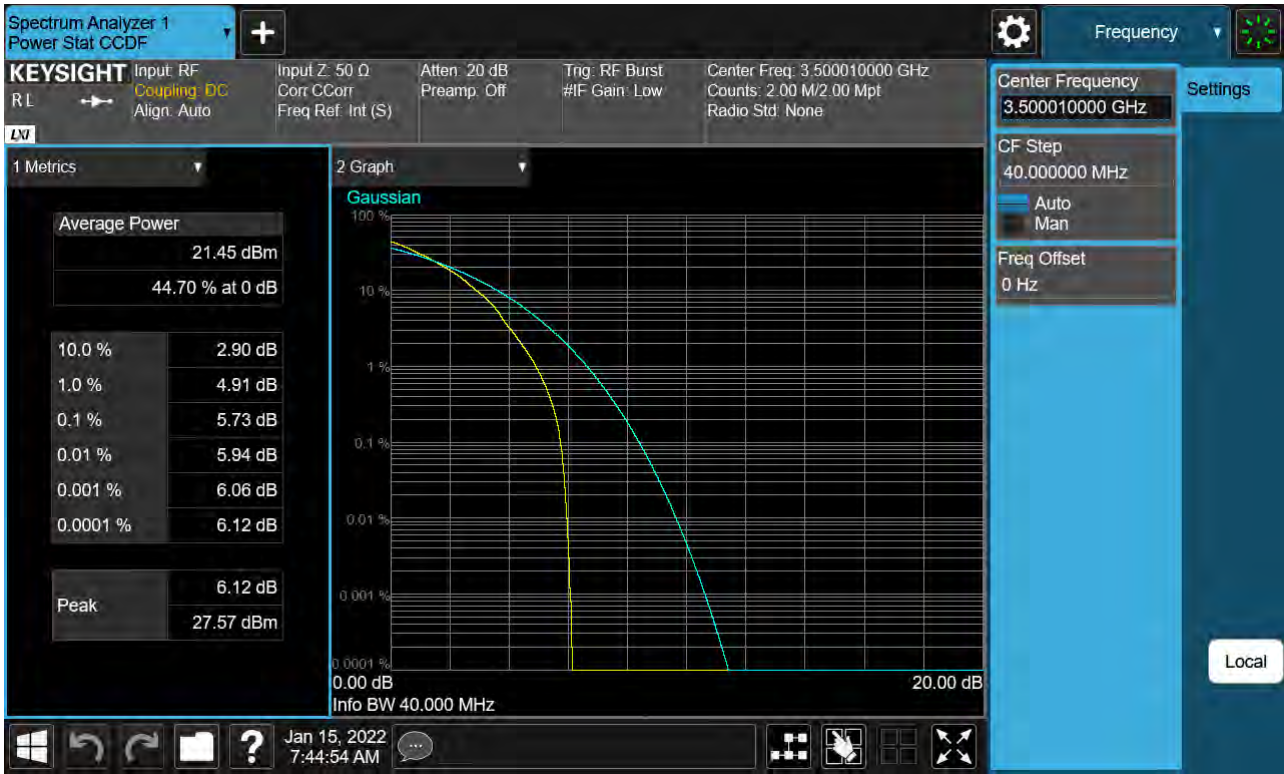 Spectrum Analyzer 1
Power Stat CCDF
Frequency
KEYSIGHT
RL
LXI
Input: RF
Coupling: DC
Align: Auto
Input Z: 50 Ω
Corr CCorr
Freq Ref: Int (S)
Atten: 20 dB
Preamp: Off
Trig: RF Burst
#IF Gain: Low
Center Freq: 3.500010000 GHz
Counts: 2.00 M/2.00 Mpt
Radio Std: None
Center Frequency
3.500010000 GHz
Settings
CF Step
40.000000 MHz
Auto
Man
Freq Offset
0 Hz
1 Metrics
Average Power
21.45 dBm
44.70 % at 0 dB
10.0 % 2.90 dB
1.0 % 4.91 dB
0.1 % 5.73 dB
0.01 % 5.94 dB
0.001 % 6.06 dB
0.0001 % 6.12 dB
Peak
6.12 dB
27.57 dBm
2 Graph
Gaussian
100 %
10 %
1 %
0.1 %
0.01 %
0.001 %
0.0001 %
0.00 dB 20.00 dB
Info BW 40.000 MHz
Local
?
Jan 15, 2022
7:44:54 AM